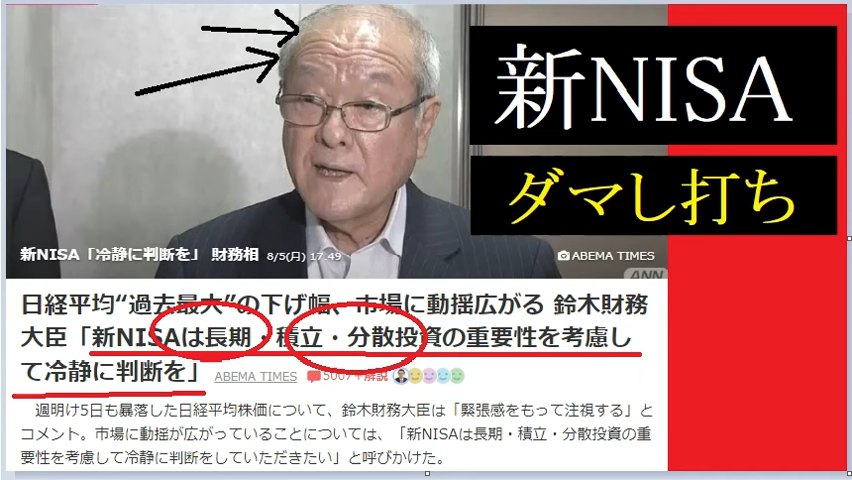 新NISA
ダマし打ち
新NISA「冷静に判断を」 財務相 8/5(月) 17:49
ABEMA TIMES
ANN
日経平均“過去最大”の下げ幅、市場に動揺広がる 鈴木財務
大臣「新NISAは長期・積立・分散投資の重要性を考慮し
て冷静に判断を」 ABEMA TIMES 500+解説
週明け5日も暴落した日経平均株価について、鈴木財務大臣は「緊張感をもって注視する」と
コメント。市場に動揺が広がっていることについては、「新NISAは長期・積立・分散投資の重
要性を考慮して冷静に判断をしていただきたい」と呼びかけた。